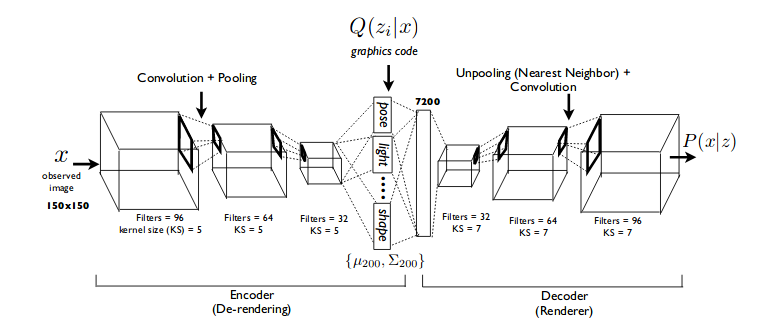 Q(z_i|x)
graphics code
Convolution + Pooling
Unpooling (Nearest Neighbor) +
Convolution
7200
pose
light
shape
x
observed
image
150x150
P(x|z)
Filters = 96
kernel size (KS) = 5
Filters = 64
KS = 5
Filters = 32
KS = 5
Filters = 32
KS = 7
Filters = 64
KS = 7
Filters = 96
KS = 7
{μ_200, Σ_200}
Encoder
(De-rendering)
Decoder
(Renderer)